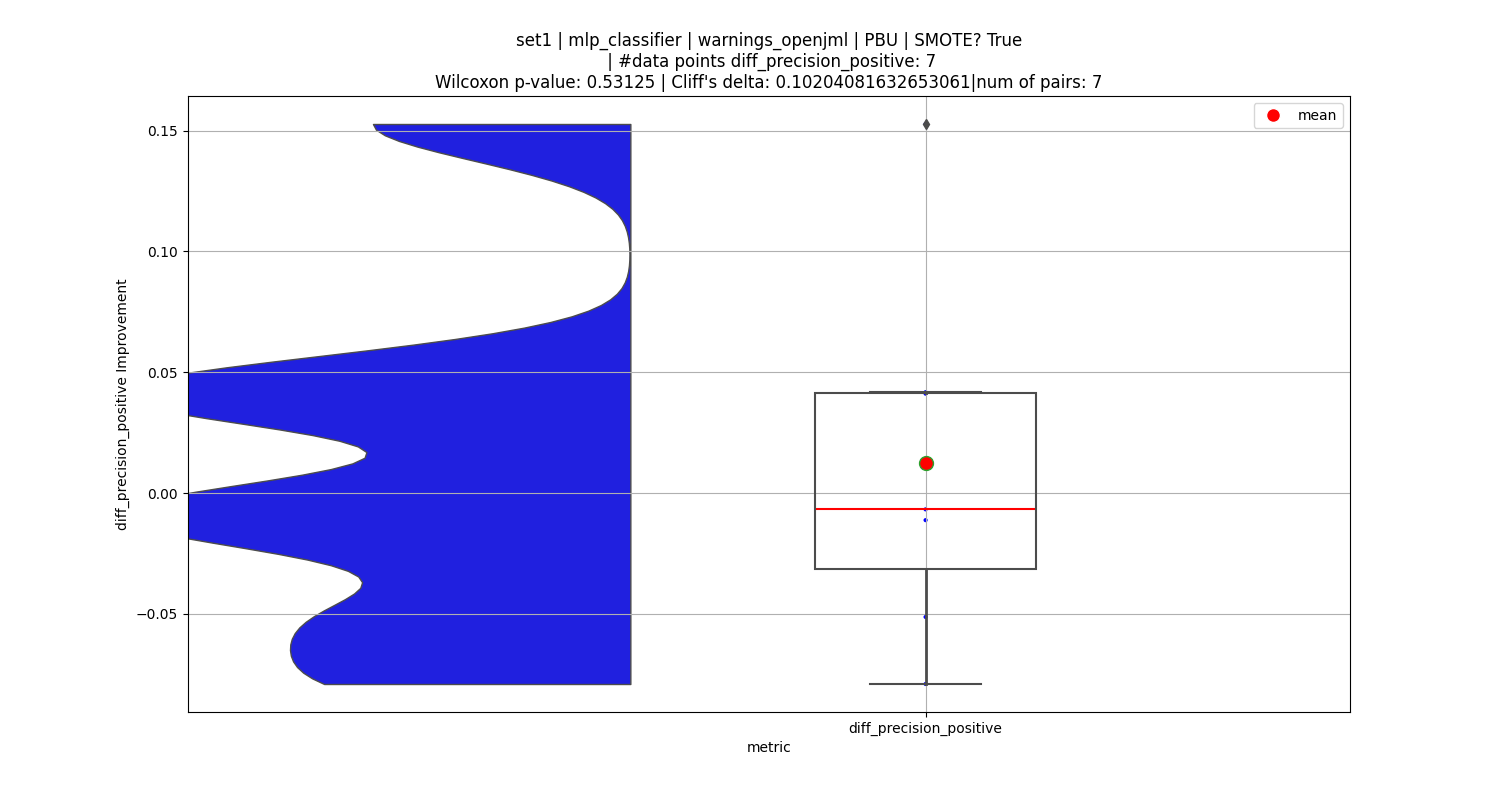 set1 | mlp_classifier | warnings_openjml | PBU | SMOTE? True
| #data points diff_precision_positive: 7
Wilcoxon p-value: 0.53125 | Cliff's delta: 0.10204081632653061|num of pairs: 7
mean
0.15
0.10
0.05
0.00
−0.05
diff_precision_positive Improvement
diff_precision_positive
metric